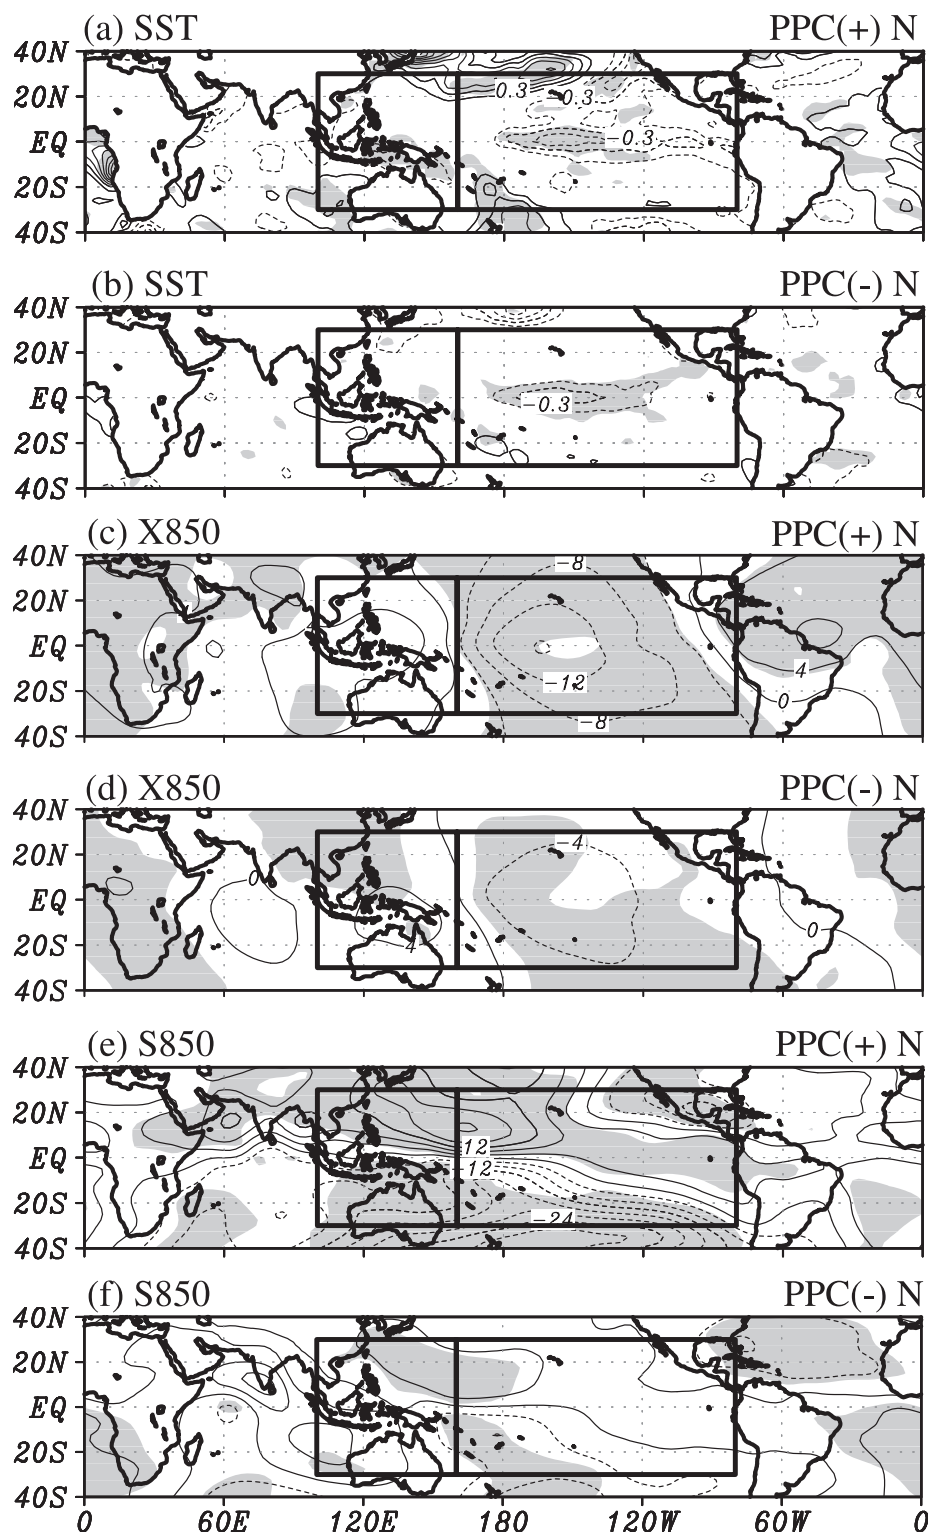 (a) SST PPC(+) N
40N
20N
EQ
20S
40S
0.3
-0.3
-0.3
(b) SST PPC(-) N
40N
20N
EQ
20S
40S
-0.3
(c) X850 PPC(+) N
40N
20N
EQ
20S
40S
-8
-12
-8
4
0
(d) X850 PPC(-) N
40N
20N
EQ
20S
40S
-4
0
4
0
(e) S850 PPC(+) N
40N
20N
EQ
20S
40S
12
-12
-24
(f) S850 PPC(-) N
40N
20N
EQ
20S
40S
0 60E 120E 180 120W 60W 0